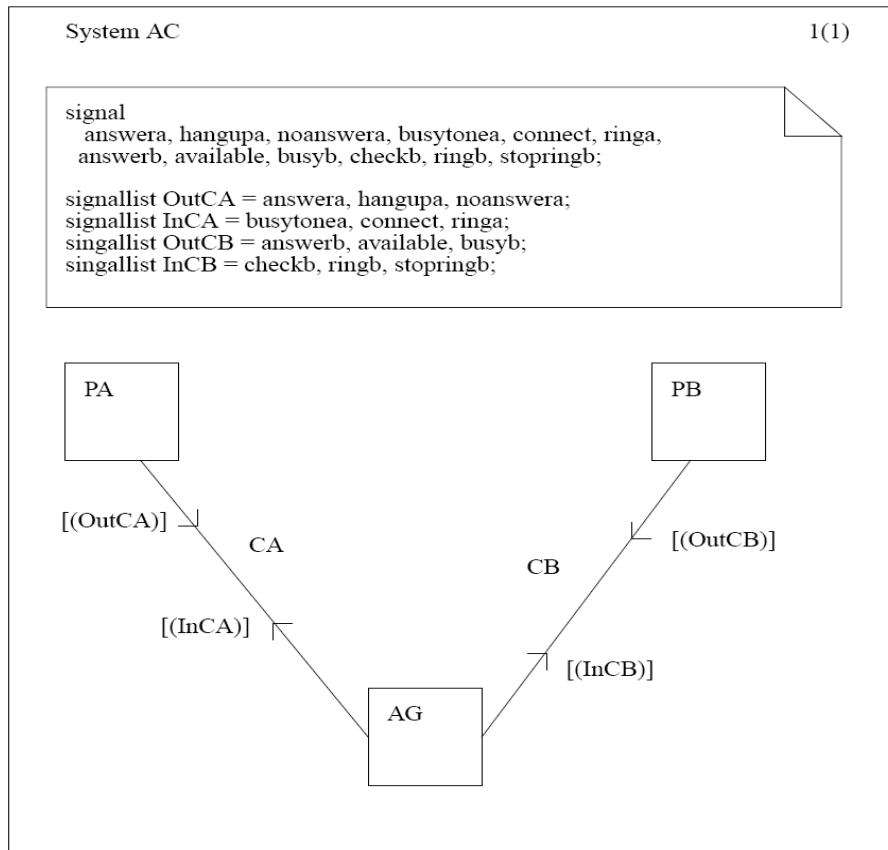 System AC
1(1)
signal
answera, hangupa, noanswera, busytonea, connect, ringa,
answerb, available, busyb, checkb, ringb, stopringb;
signallist OutCA = answera, hangupa, noanswera;
signallist InCA = busytonea, connect, ringa;
singallist OutCB = answerb, available, busyb;
singallist InCB = checkb, ringb, stopringb;
PA
PB
[(OutCA)]
CA
CB
[(OutCB)]
[(InCA)]
[(InCB)]
AG